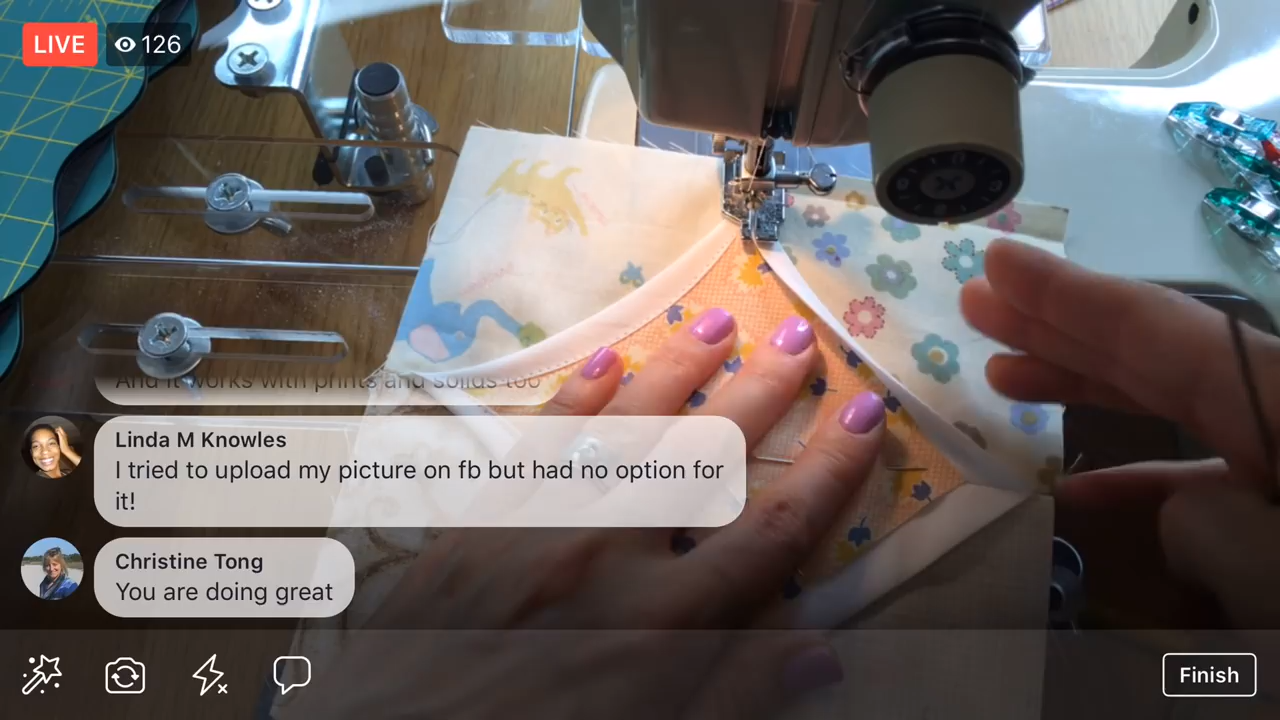 LIVE 126
And it works with prints and solids too
Linda M Knowles
I tried to upload my picture on fb but had no option for
it!
Christine Tong
You are doing great
Finish